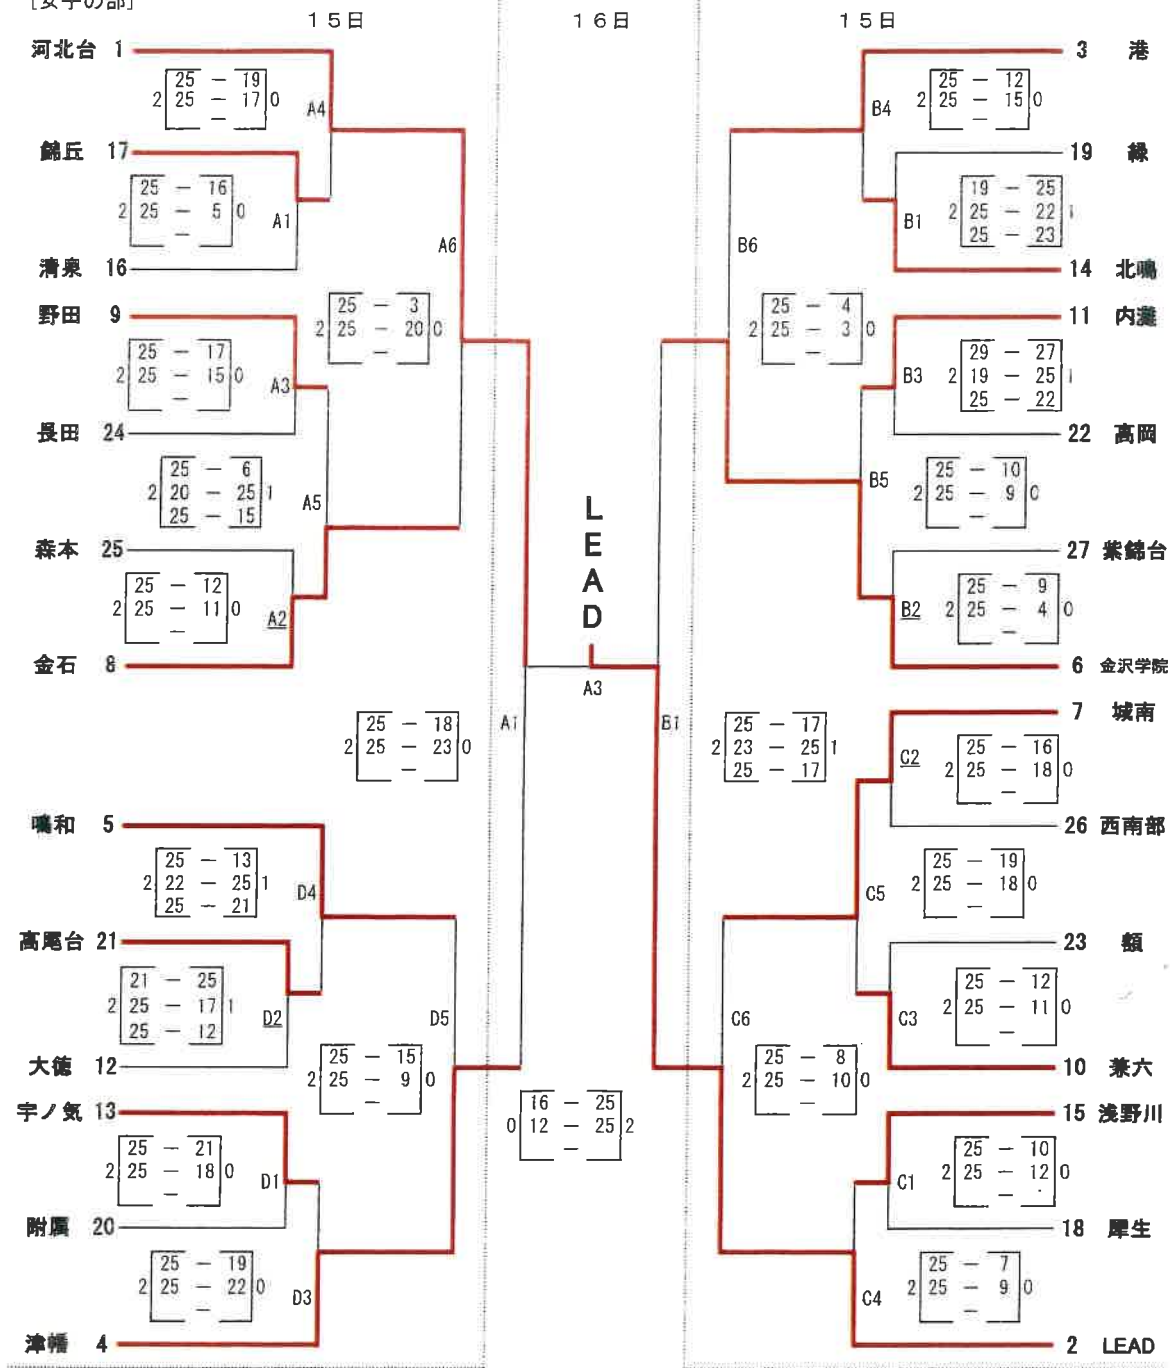 [女子の部]
15日 16日 15日
河北台 1
25 - 19
2 25 - 17 0
-
A4
錦丘 17
25 - 16
2 25 - 5 0
-
A1
清泉 16
A6
野田 9
25 - 17
2 25 - 15 0
-
A3
長田 24
25 - 3
2 25 - 20 0
-
25 - 6
2 20 - 25 1
25 - 15
A5
森本 25
25 - 12
2 25 - 11 0
-
A2
金石 8
25 - 18
2 25 - 23 0
-
A1
鳴和 5
25 - 13
2 22 - 25 1
25 - 21
D4
高尾台 21
21 - 25
2 25 - 17 1
25 - 12
D2
大徳 12
D5
25 - 15
2 25 - 9 0
-
宇ノ気 13
25 - 21
2 25 - 18 0
-
D1
附属 20
25 - 19
2 25 - 22 0
-
D3
津幡 4
LEAD
A3
16 - 25
0 12 - 25 2
-
3 港
B4
25 - 12
2 25 - 15 0
-
19 緑
B1
19 - 25
2 25 - 22 1
25 - 23
14 北鳴
B6
25 - 4
2 25 - 3 0
-
11 内灘
B3
29 - 27
2 19 - 25 1
25 - 22
22 高岡
B5
25 - 10
2 25 - 9 0
-
27 紫錦台
B2
25 - 9
2 25 - 4 0
-
6 金沢学院
B1
25 - 17
2 23 - 25 1
25 - 17
7 城南
C2
25 - 16
2 25 - 18 0
-
26 西南部
C5
25 - 19
2 25 - 18 0
-
23 額
C3
25 - 12
2 25 - 11 0
-
10 兼六
C6
25 - 8
2 25 - 10 0
-
15 浅野川
C1
25 - 10
2 25 - 12 0
-
18 犀生
C4
25 - 7
2 25 - 9 0
-
2 LEAD